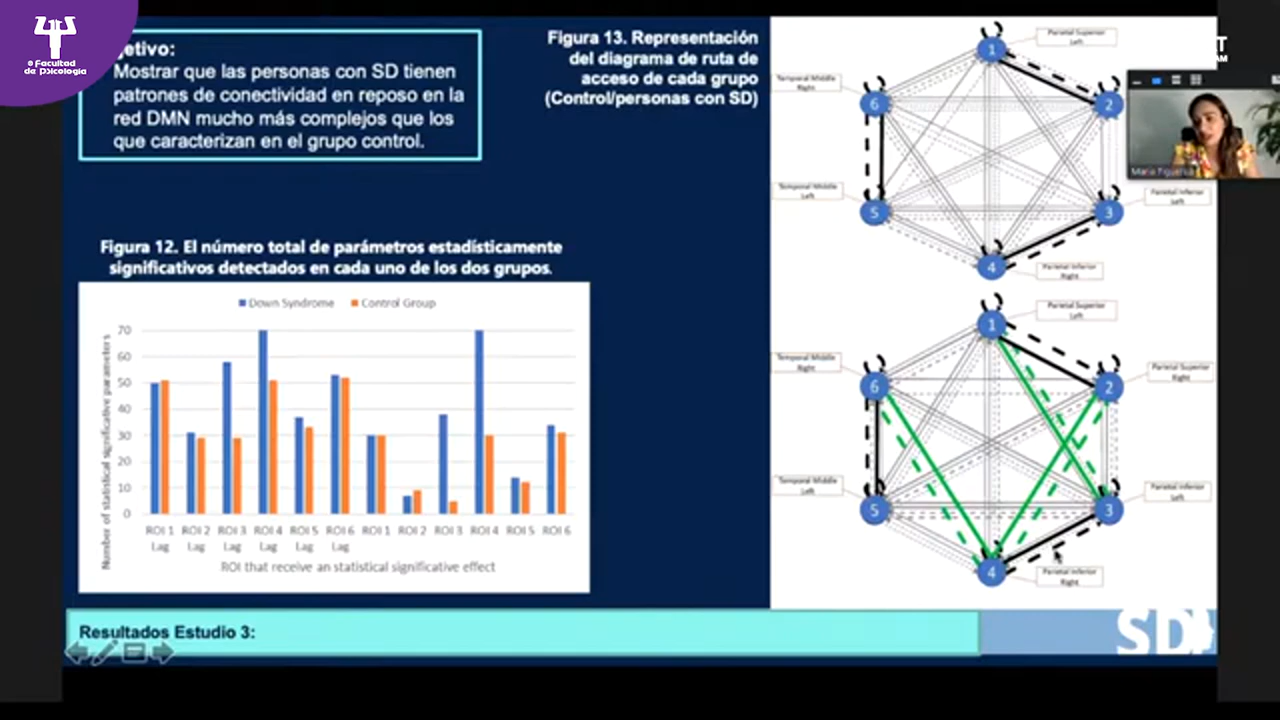 Facultad
de Psicología
jetivo:
Mostrar que las personas con SD tienen
patrones de conectividad en reposo en la
red DMN mucho más complejos que los
que caracterizan en el grupo control.
Figura 13. Representación
del diagrama de ruta de
acceso de cada grupo
(Control/personas con SD)
Figura 12. El número total de parámetros estadísticamente
significativos detectados en cada uno de los dos grupos.
Down Syndrome
Control Group
Number of statistical significative parameters
70
60
50
40
30
20
10
0
ROI 1 Lag
ROI 2 Lag
ROI 3 Lag
ROI 4 Lag
ROI 5 Lag
ROI 6 Lag
ROI 1
ROI 2
ROI 3
ROI 4
ROI 5
ROI 6
ROI that receive an statistical significative effect
Parietal Superior
Left
1
Temporal Middle
Right
6
2
Temporal Middle
Left
5
3
Parietal Inferior
Left
4
Parietal Inferior
Right
Parietal Superior
Left
1
Temporal Middle
Right
6
2
Parietal Superior
Right
Temporal Middle
Left
5
3
Parietal Inferior
Left
4
Parietal Inferior
Right
Resultados Estudio 3:
SD